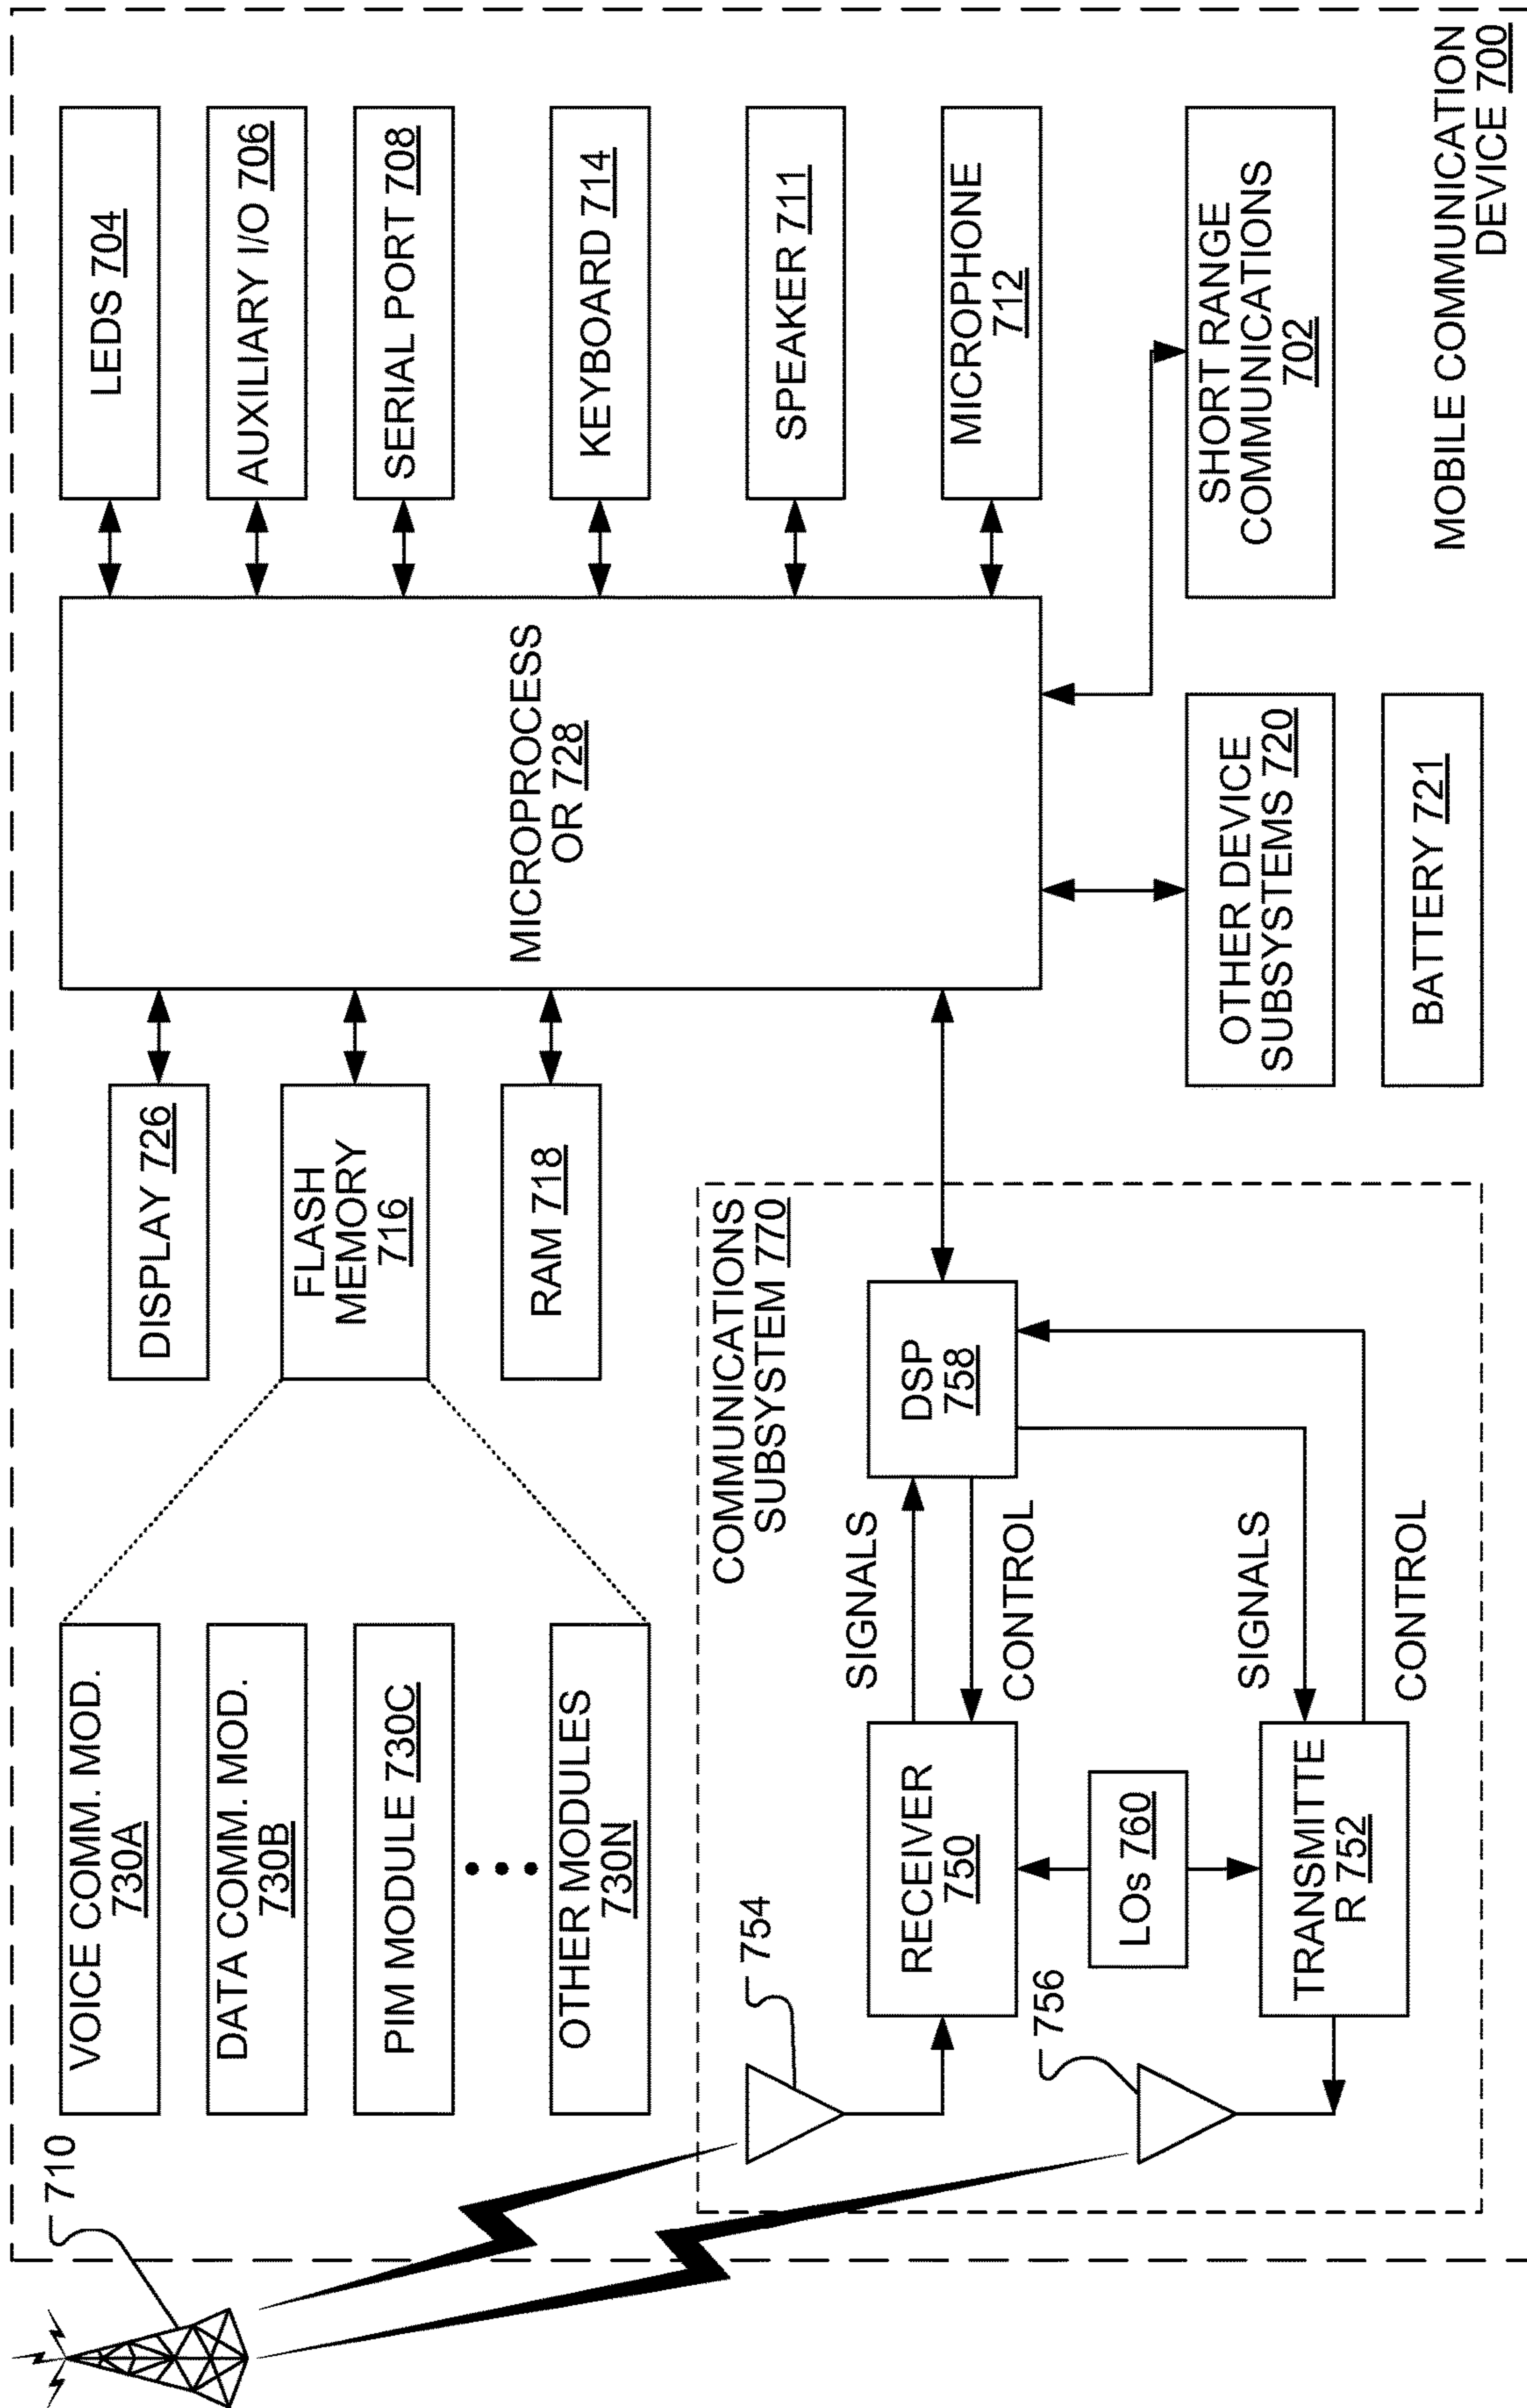 710
VOICE COMM. MOD.
730A
DATA COMM. MOD.
730B
PIM MODULE 730C
OTHER MODULES
730N
DISPLAY 726
FLASH
MEMORY
716
RAM 718
MICROPROCESS
OR 728
LEDS 704
AUXILIARY I/O 706
SERIAL PORT 708
KEYBOARD 714
SPEAKER 711
MICROPHONE
712
SHORT RANGE
COMMUNICATIONS
702
OTHER DEVICE
SUBSYSTEMS 720
BATTERY 721
COMMUNICATIONS
SUBSYSTEM 770
754
RECEIVER
750
SIGNALS
CONTROL
DSP
758
LOs 760
756
TRANSMITTE
R 752
SIGNALS
CONTROL
MOBILE COMMUNICATION
DEVICE 700